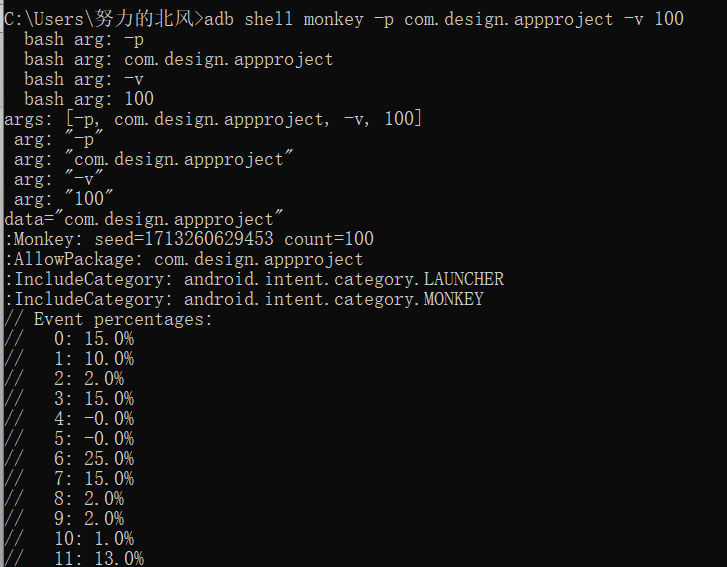 C:\Users\努力的北风>adb shell monkey -p com.design.appproject -v 100
bash arg: -p
bash arg: com.design.appproject
bash arg: -v
bash arg: 100
args: [-p, com.design.appproject, -v, 100]
arg: "-p"
arg: "com.design.appproject"
arg: "-v"
arg: "100"
data="com.design.appproject"
:Monkey: seed=1713260629453 count=100
:AllowPackage: com.design.appproject
:IncludeCategory: android.intent.category.LAUNCHER
:IncludeCategory: android.intent.category.MONKEY
// Event percentages:
//   0: 15.0%
//   1: 10.0%
//   2: 2.0%
//   3: 15.0%
//   4: -0.0%
//   5: -0.0%
//   6: 25.0%
//   7: 15.0%
//   8: 2.0%
//   9: 2.0%
//   10: 1.0%
//   11: 13.0%